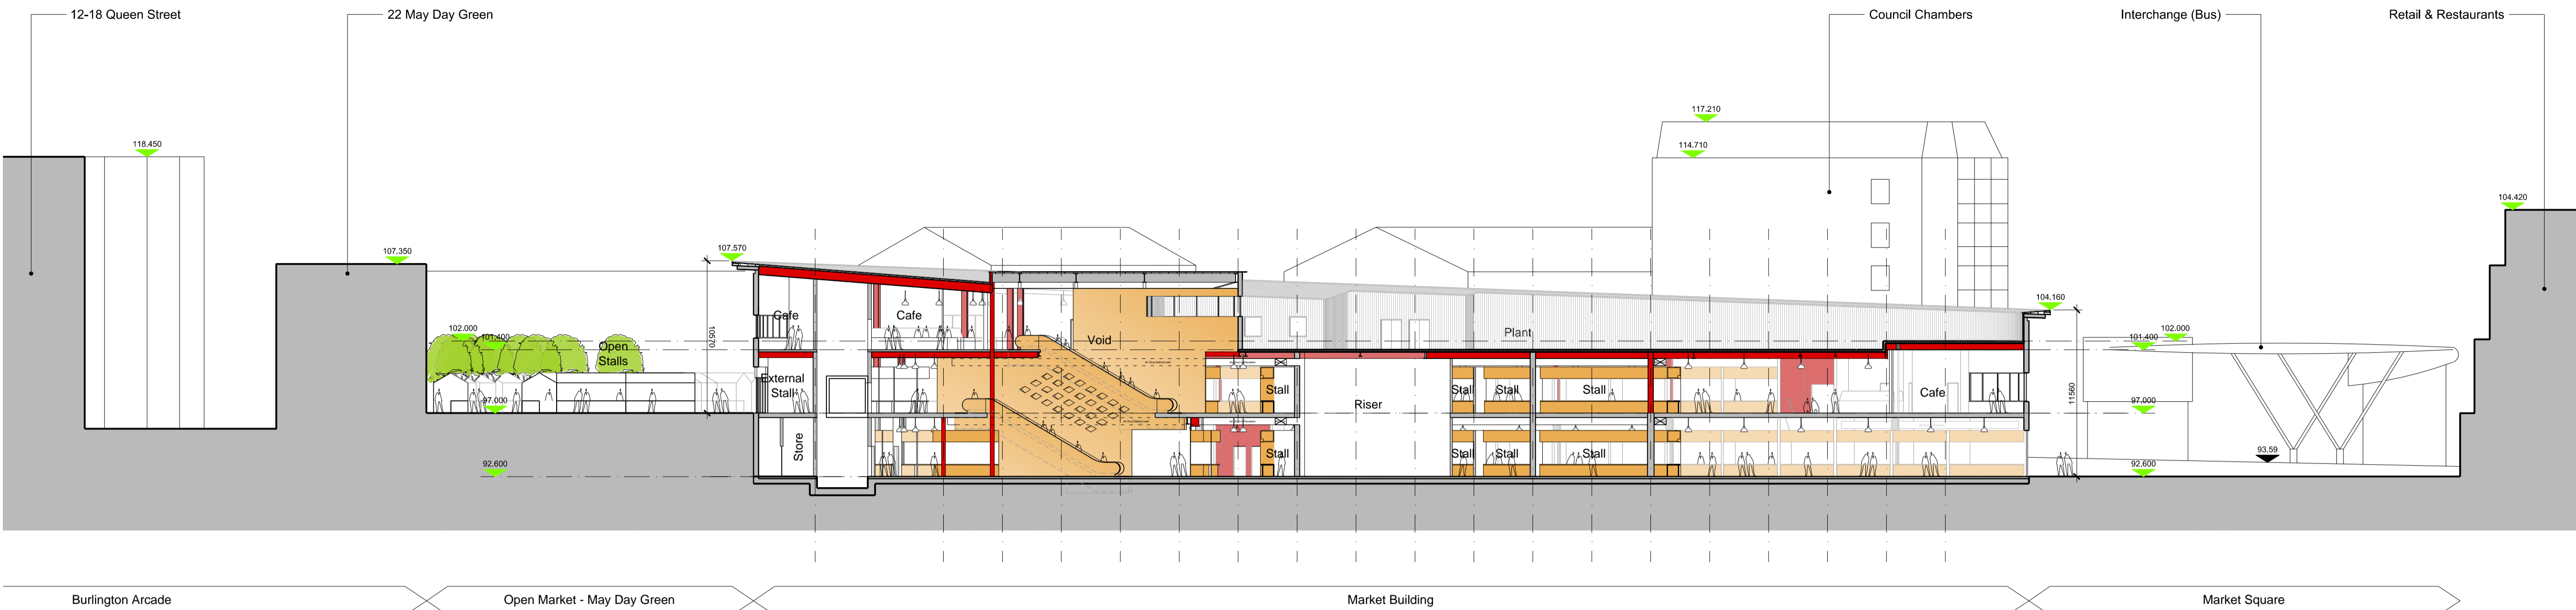 12-18 Queen Street
22 May Day Green
Council Chambers
Interchange (Bus)
Retail & Restaurants
117.210
118.450
114.710
104.420
107.350
107.570
104.160
102.000
101.400
10570
Cafe
Cafe
Void
Plant
102.000
101.400
Open
Stalls
External
Stall
Stall
Stall
Stall
Stall
Riser
Cafe
11560
97.000
97.000
Store
Stall
Stall
Stall
Stall
93.59
92.600
92.600
Burlington Arcade
Open Market - May Day Green
Market Building
Market Square